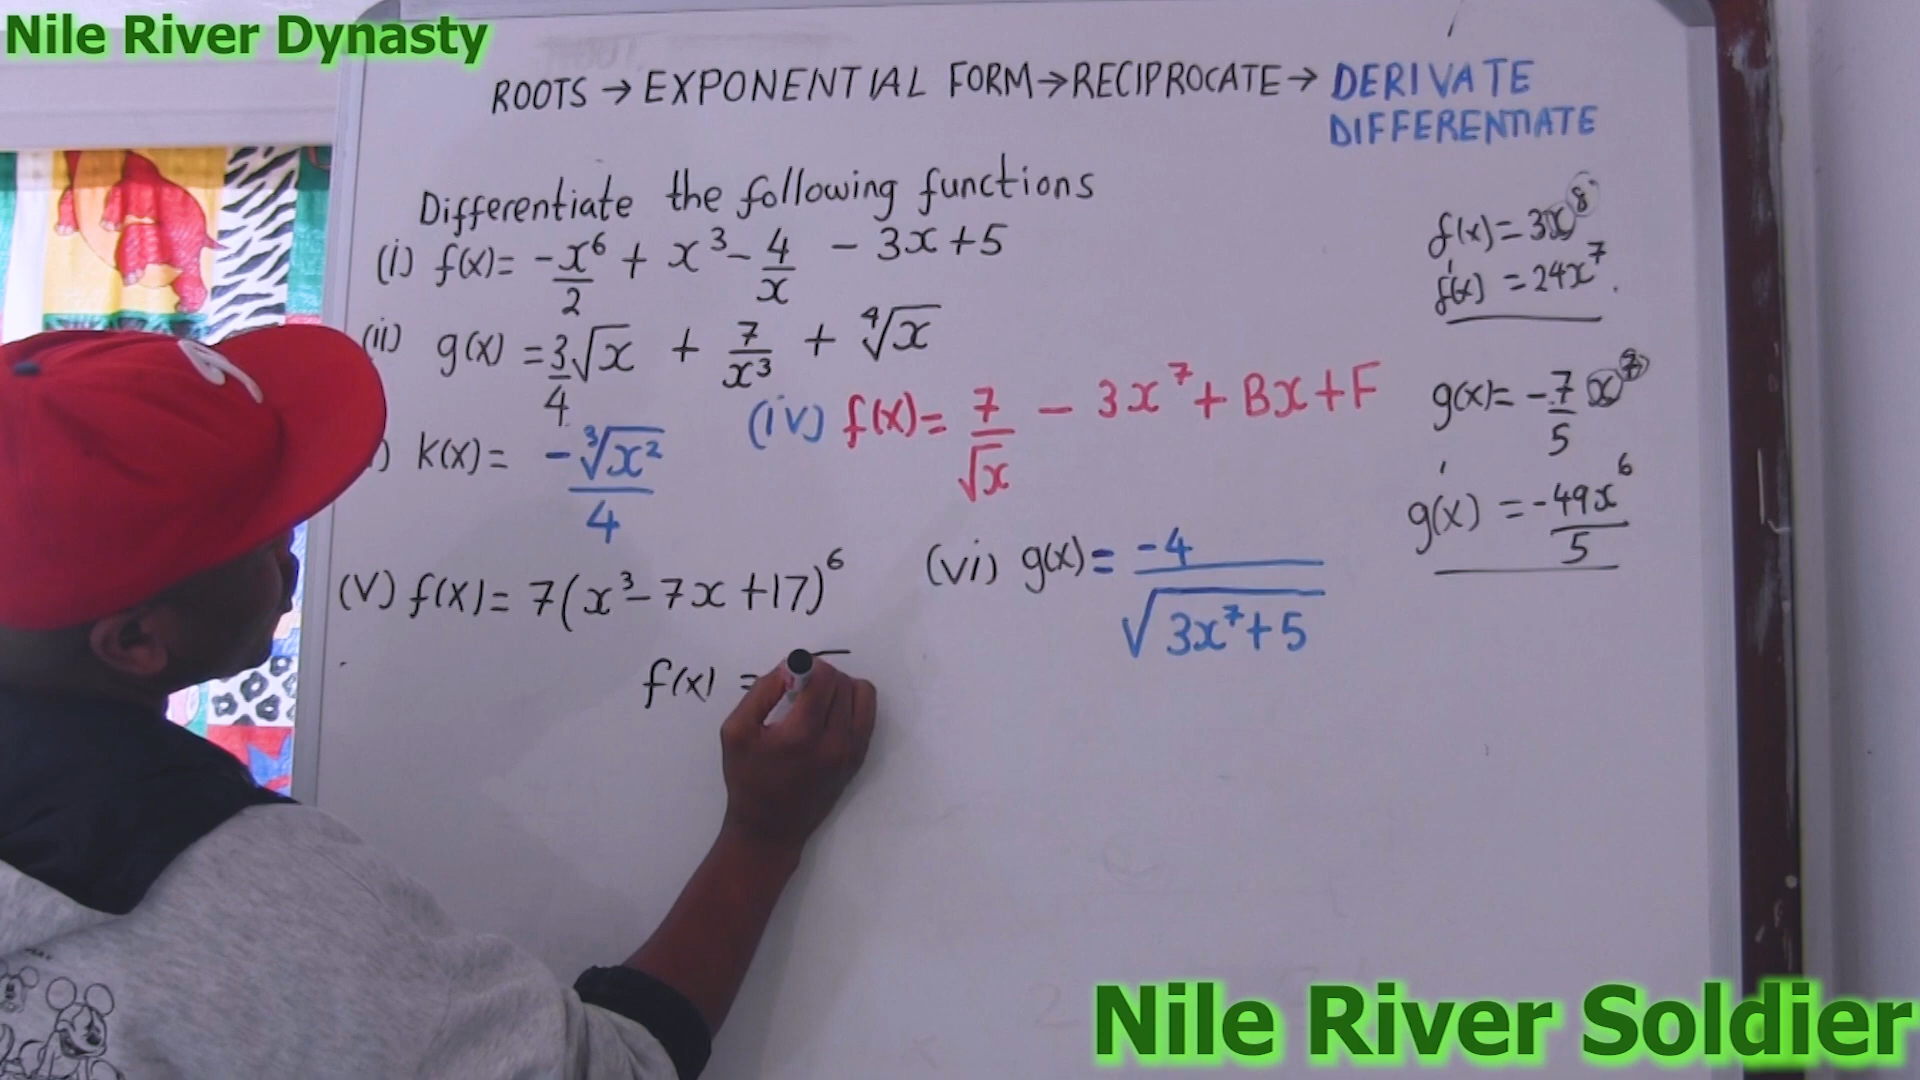 Nile River Dynasty
ROOTS → EXPONENTIAL FORM → RECIPROCATE → DERIVATE
DIFFERENTIATE
Differentiate the following functions
(i) f(x) = -x⁶/2 + x³ - 4/x - 3x + 5
(ii) g(x) = 3/4 √x + 7/x³ + ⁴√x
) k(x) = -³√x²/4
(iv) f(x) = 7/√x - 3x⁷ + Bx + F
(v) f(x) = 7(x³ - 7x + 17)⁶
(vi) g(x) = -4/√(3x⁷ + 5)
f(x) =
f(x) = 3x⁸
f'(x) = 24x⁷.
g(x) = -7/5 x⁷
g'(x) = -49x⁶/5
Nile River Soldier